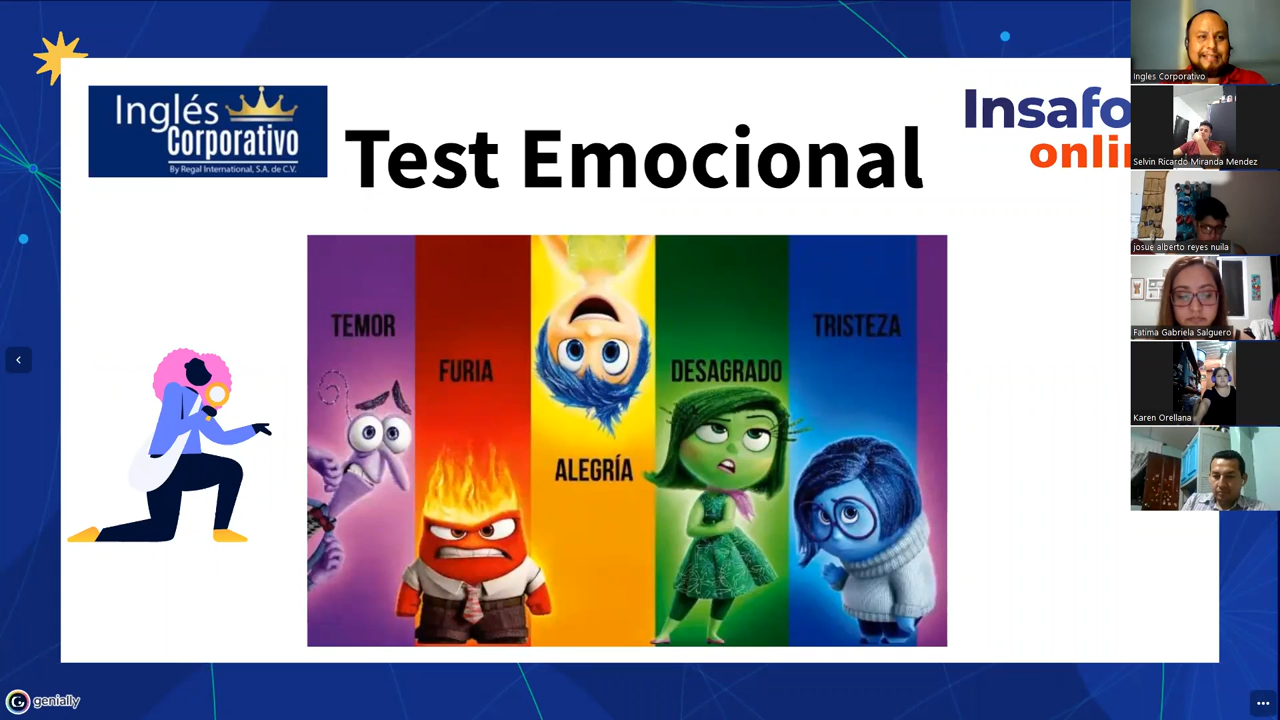 Inglés
Corporativo
By Regal International, S.A. de C.V.
Test Emocional
Insafo
onlin
TEMOR
FURIA
ALEGRÍA
DESAGRADO
TRISTEZA
Ingles Corporativo
Selvin Ricardo Miranda Mendez
josue alberto reyes nuila
Fatima Gabriela Salguero
Karen Orellana
genially